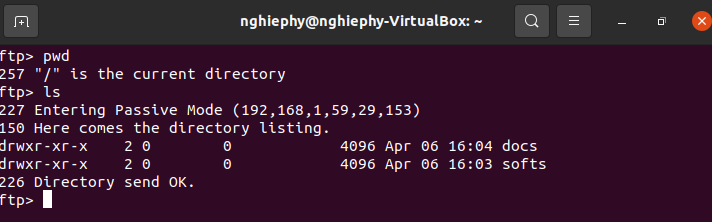 nghiephy@nghiephy-VirtualBox: ~
ftp> pwd
257 "/" is the current directory
ftp> ls
227 Entering Passive Mode (192,168,1,59,29,153)
150 Here comes the directory listing.
drwxr-xr-x    2 0        0            4096 Apr 06 16:04 docs
drwxr-xr-x    2 0        0            4096 Apr 06 16:03 softs
226 Directory send OK.
ftp>